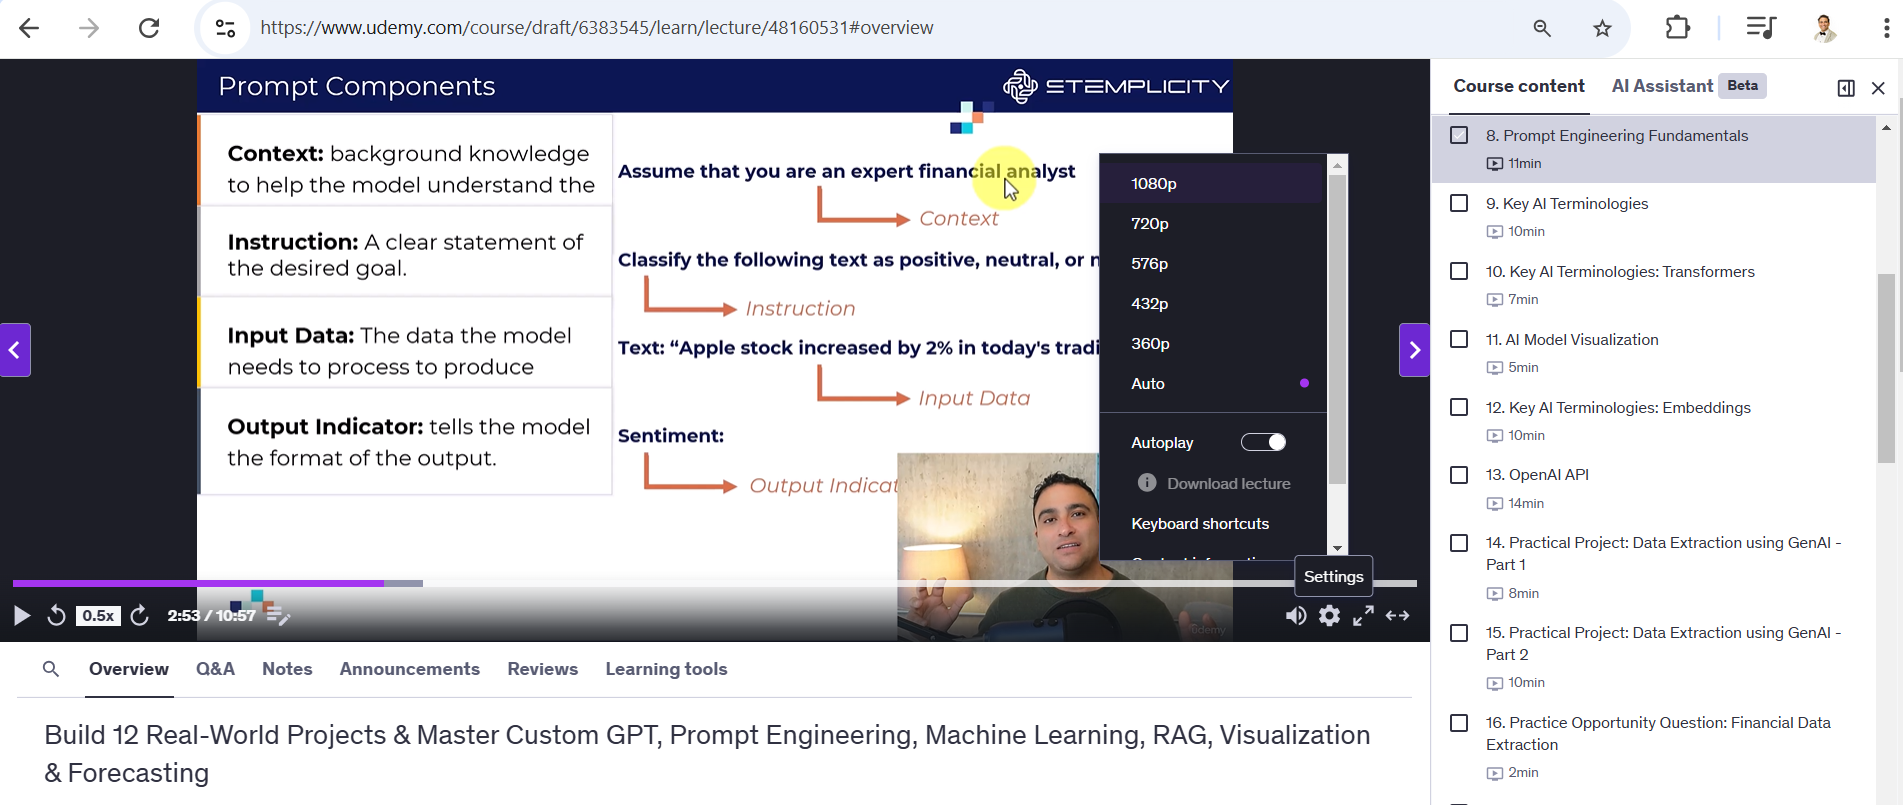 https://www.udemy.com/course/draft/6383545/learn/lecture/48160531#overview
Prompt Components
STEMPLICITY
Context: background knowledge
to help the model understand the
Instruction: A clear statement of
the desired goal.
Input Data: The data the model
needs to process to produce
Output Indicator: tells the model
the format of the output.
Assume that you are an expert financial analyst
Context
Classify the following text as positive, neutral, or n
Instruction
Text: “Apple stock increased by 2% in today's tradi
Input Data
Sentiment:
Output Indicat
1080p
720p
576p
432p
360p
Auto
Autoplay
Download lecture
Keyboard shortcuts
Settings
0.5x
2:53 / 10:57
udemy
Overview
Q&A
Notes
Announcements
Reviews
Learning tools
Build 12 Real-World Projects & Master Custom GPT, Prompt Engineering, Machine Learning, RAG, Visualization
& Forecasting
Course content
AI Assistant
Beta
8. Prompt Engineering Fundamentals
11min
9. Key AI Terminologies
10min
10. Key AI Terminologies: Transformers
7min
11. AI Model Visualization
5min
12. Key AI Terminologies: Embeddings
10min
13. OpenAI API
14min
14. Practical Project: Data Extraction using GenAI -
Part 1
8min
15. Practical Project: Data Extraction using GenAI -
Part 2
10min
16. Practice Opportunity Question: Financial Data
Extraction
2min